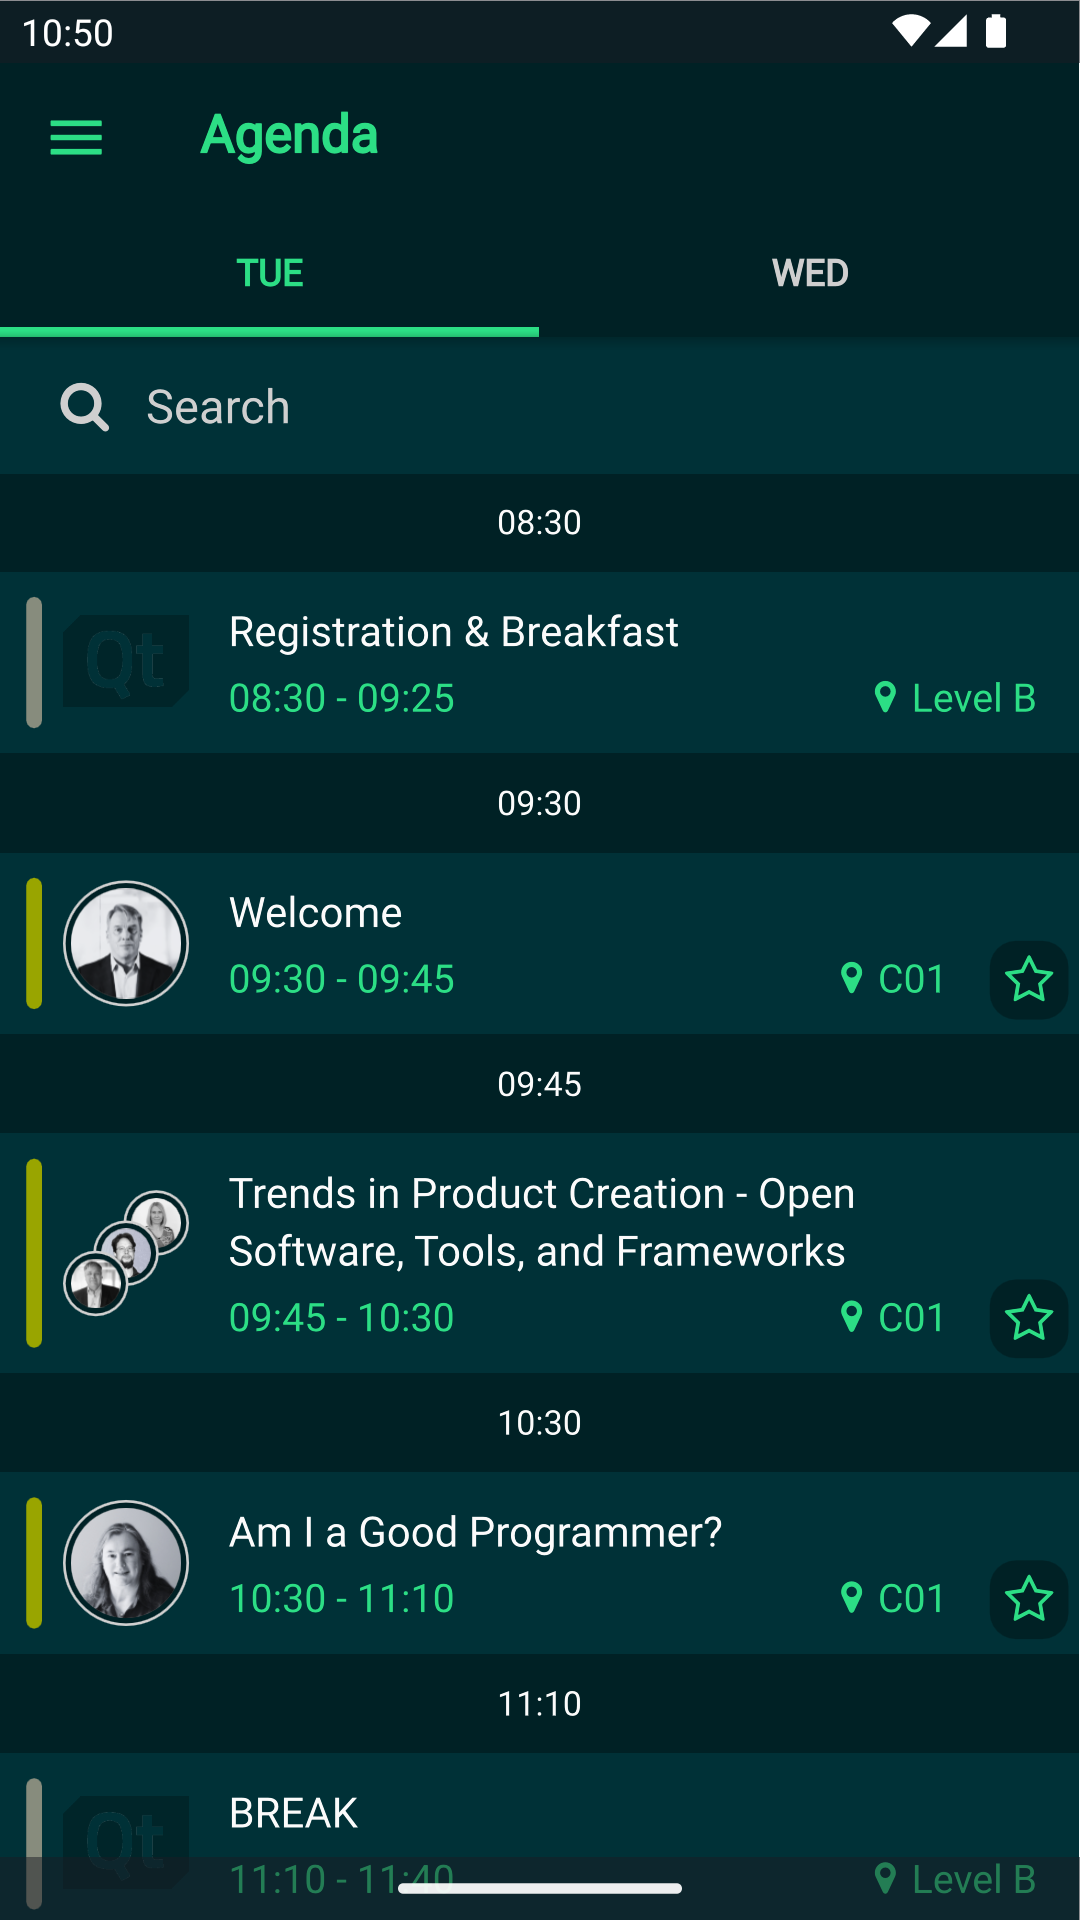 10:50
Agenda
TUE
WED
Search
08:30
Qt
Registration & Breakfast
08:30 - 09:25
Level B
09:30
Welcome
09:30 - 09:45
C01
09:45
Trends in Product Creation - Open
Software, Tools, and Frameworks
09:45 - 10:30
C01
10:30
Am I a Good Programmer?
10:30 - 11:10
C01
11:10
Qt
BREAK
11:10 - 11:40
Level B